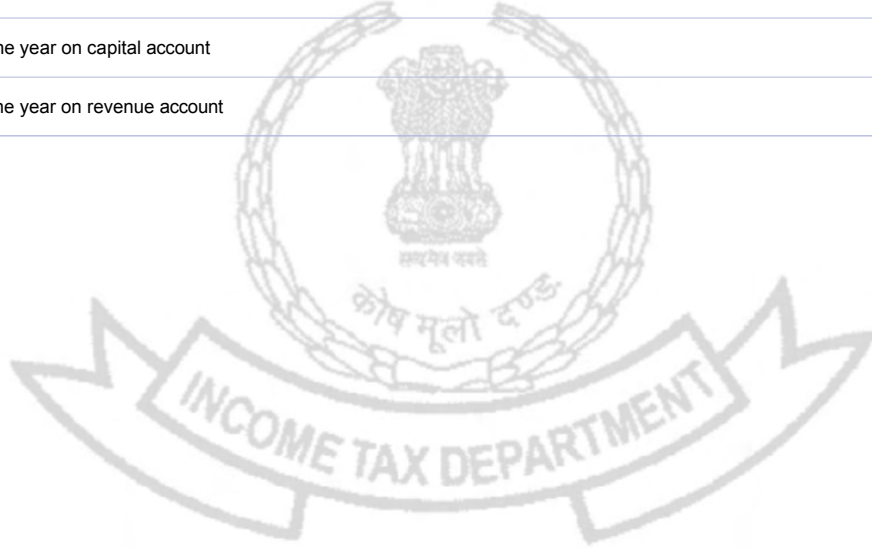 he year on capital account
he year on revenue account
सत्यमेव जयते
कोष मूलो दण्ड:
INCOME TAX DEPARTMENT